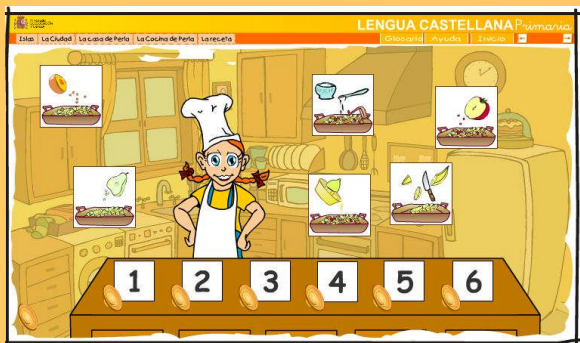 LENGUA CASTELLANA Primaria
Islas La Ciudad La casa de Perla La Cocina de Perla La receta
Glosario Ayuda Inicio
1 2 3 4 5 6